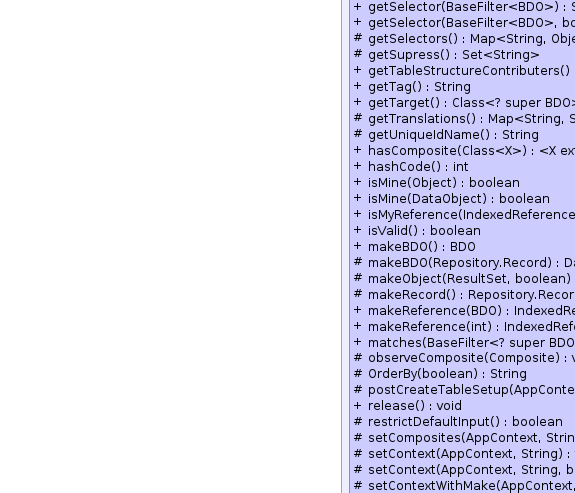 + getSelector(BaseFilter<BDO>) : S
+ getSelector(BaseFilter<BDO>, bo
# getSelectors() : Map<String, Obje
# getSupress() : Set<String>
+ getTableStructureContributers()
+ getTag() : String
+ getTarget() : Class<? super BDO>
# getTranslations() : Map<String, S
# getUniqueIdName() : String
+ hasComposite(Class<X>) : <X ex
+ hashCode() : int
+ isMine(Object) : boolean
+ isMine(DataObject) : boolean
+ isMyReference(IndexedReference
+ isValid() : boolean
+ makeBDO() : BDO
# makeBDO(Repository.Record) : Da
# makeObject(ResultSet, boolean)
# makeRecord() : Repository.Recor
+ makeReference(BDO) : IndexedRe
+ makeReference(int) : IndexedRefe
+ matches(BaseFilter<? super BDO
# observeComposite(Composite) : v
# OrderBy(boolean) : String
# postCreateTableSetup(AppConte
+ release() : void
# restrictDefaultInput() : boolean
# setComposites(AppContext, Strin
# setContext(AppContext, String) :
# setContext(AppContext, String, b
# setContextWithMake(AppContext,